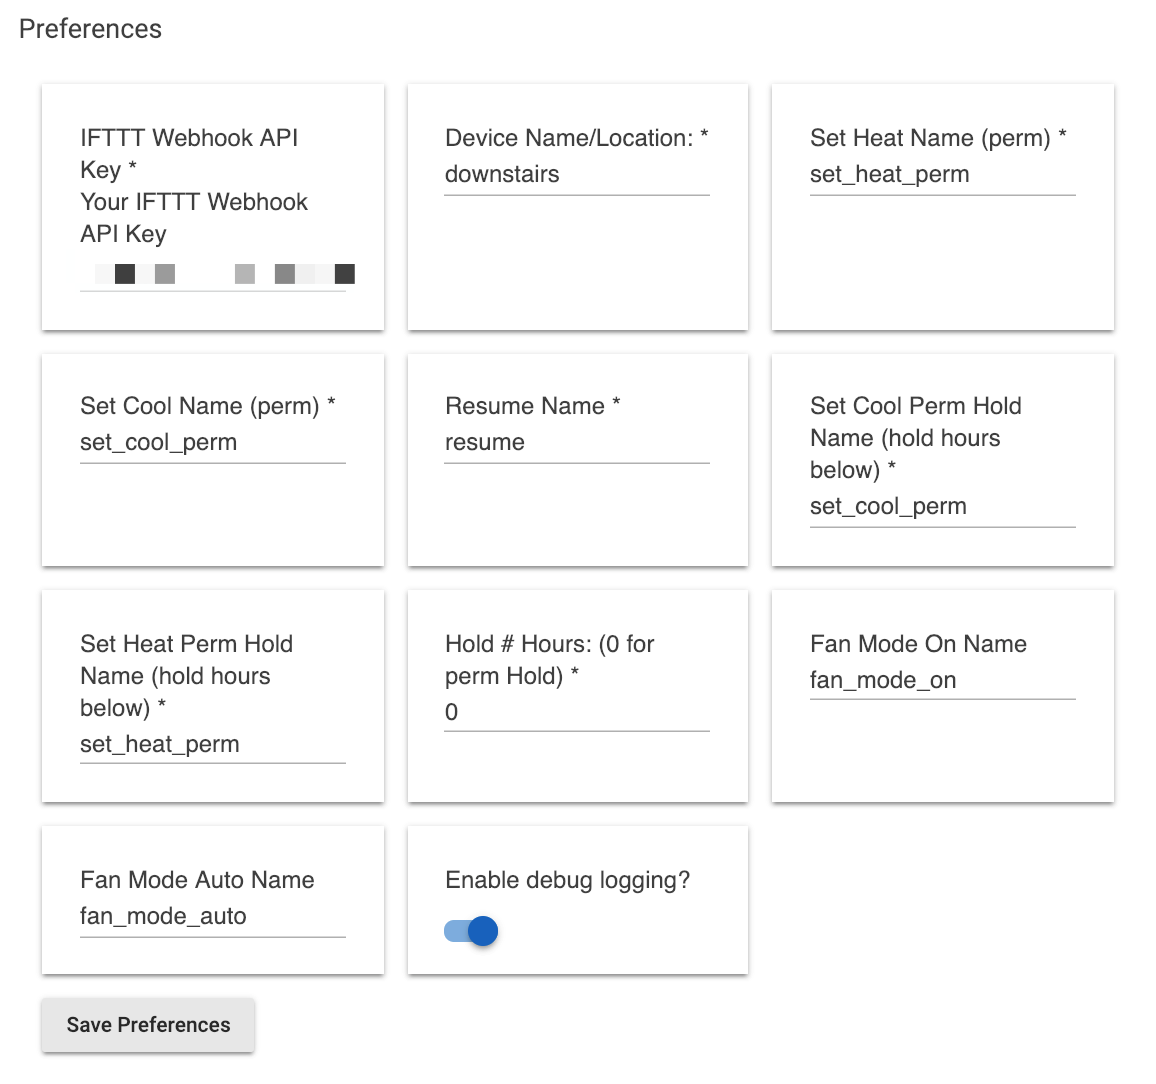 Preferences
IFTTT Webhook API
Key *
Your IFTTT Webhook
API Key
Device Name/Location: *
downstairs
Set Heat Name (perm) *
set_heat_perm
Set Cool Name (perm) *
set_cool_perm
Resume Name *
resume
Set Cool Perm Hold
Name (hold hours
below) *
set_cool_perm
Set Heat Perm Hold
Name (hold hours
below) *
set_heat_perm
Hold # Hours: (0 for
perm Hold) *
0
Fan Mode On Name
fan_mode_on
Fan Mode Auto Name
fan_mode_auto
Enable debug logging?
Save Preferences